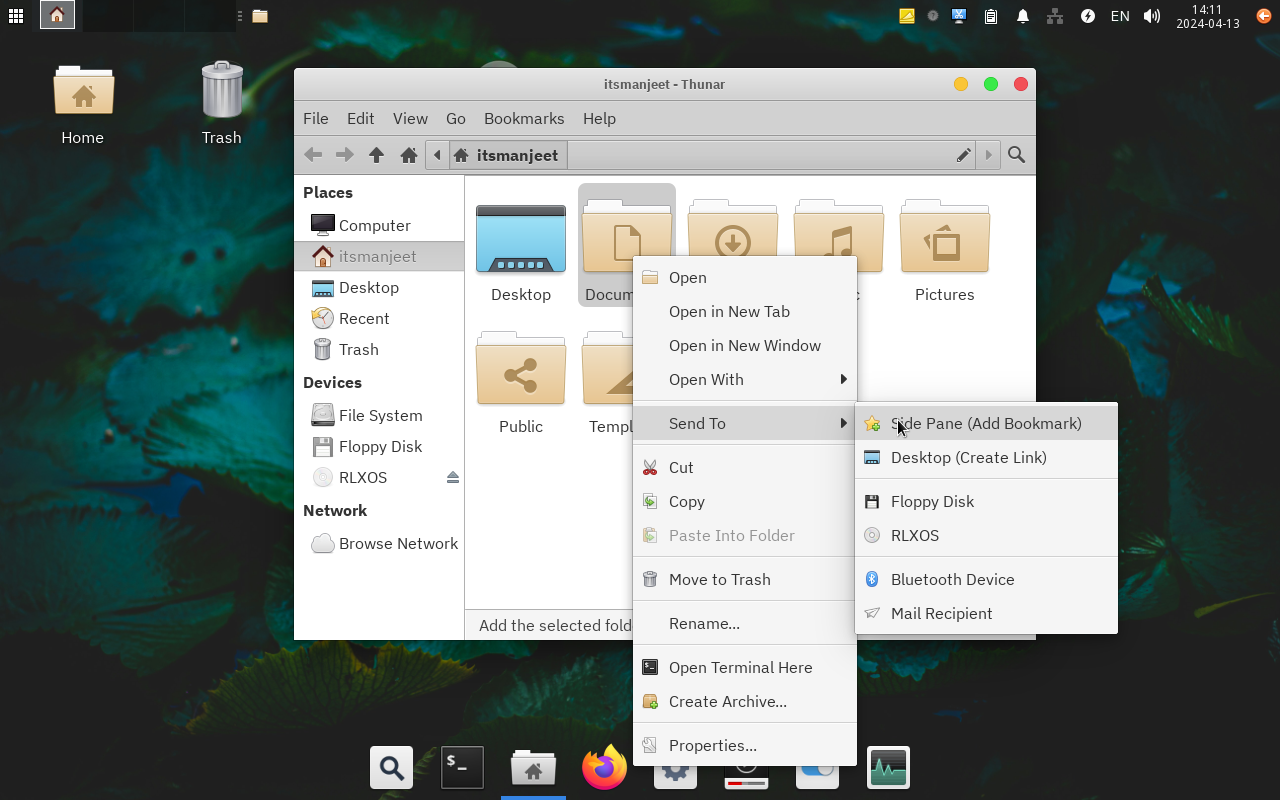 EN
14:11
2024-04-13
Home
Trash
itsmanjeet - Thunar
File Edit View Go Bookmarks Help
itsmanjeet
Places
Computer
itsmanjeet
Desktop
Recent
Trash
Devices
File System
Floppy Disk
RLXOS
Network
Browse Network
Desktop
Pictures
Public
Add the selected
Open
Open in New Tab
Open in New Window
Open With
Send To
Cut
Copy
Paste Into Folder
Move to Trash
Rename...
Open Terminal Here
Create Archive...
Properties...
Side Pane (Add Bookmark)
Desktop (Create Link)
Floppy Disk
RLXOS
Bluetooth Device
Mail Recipient
$_